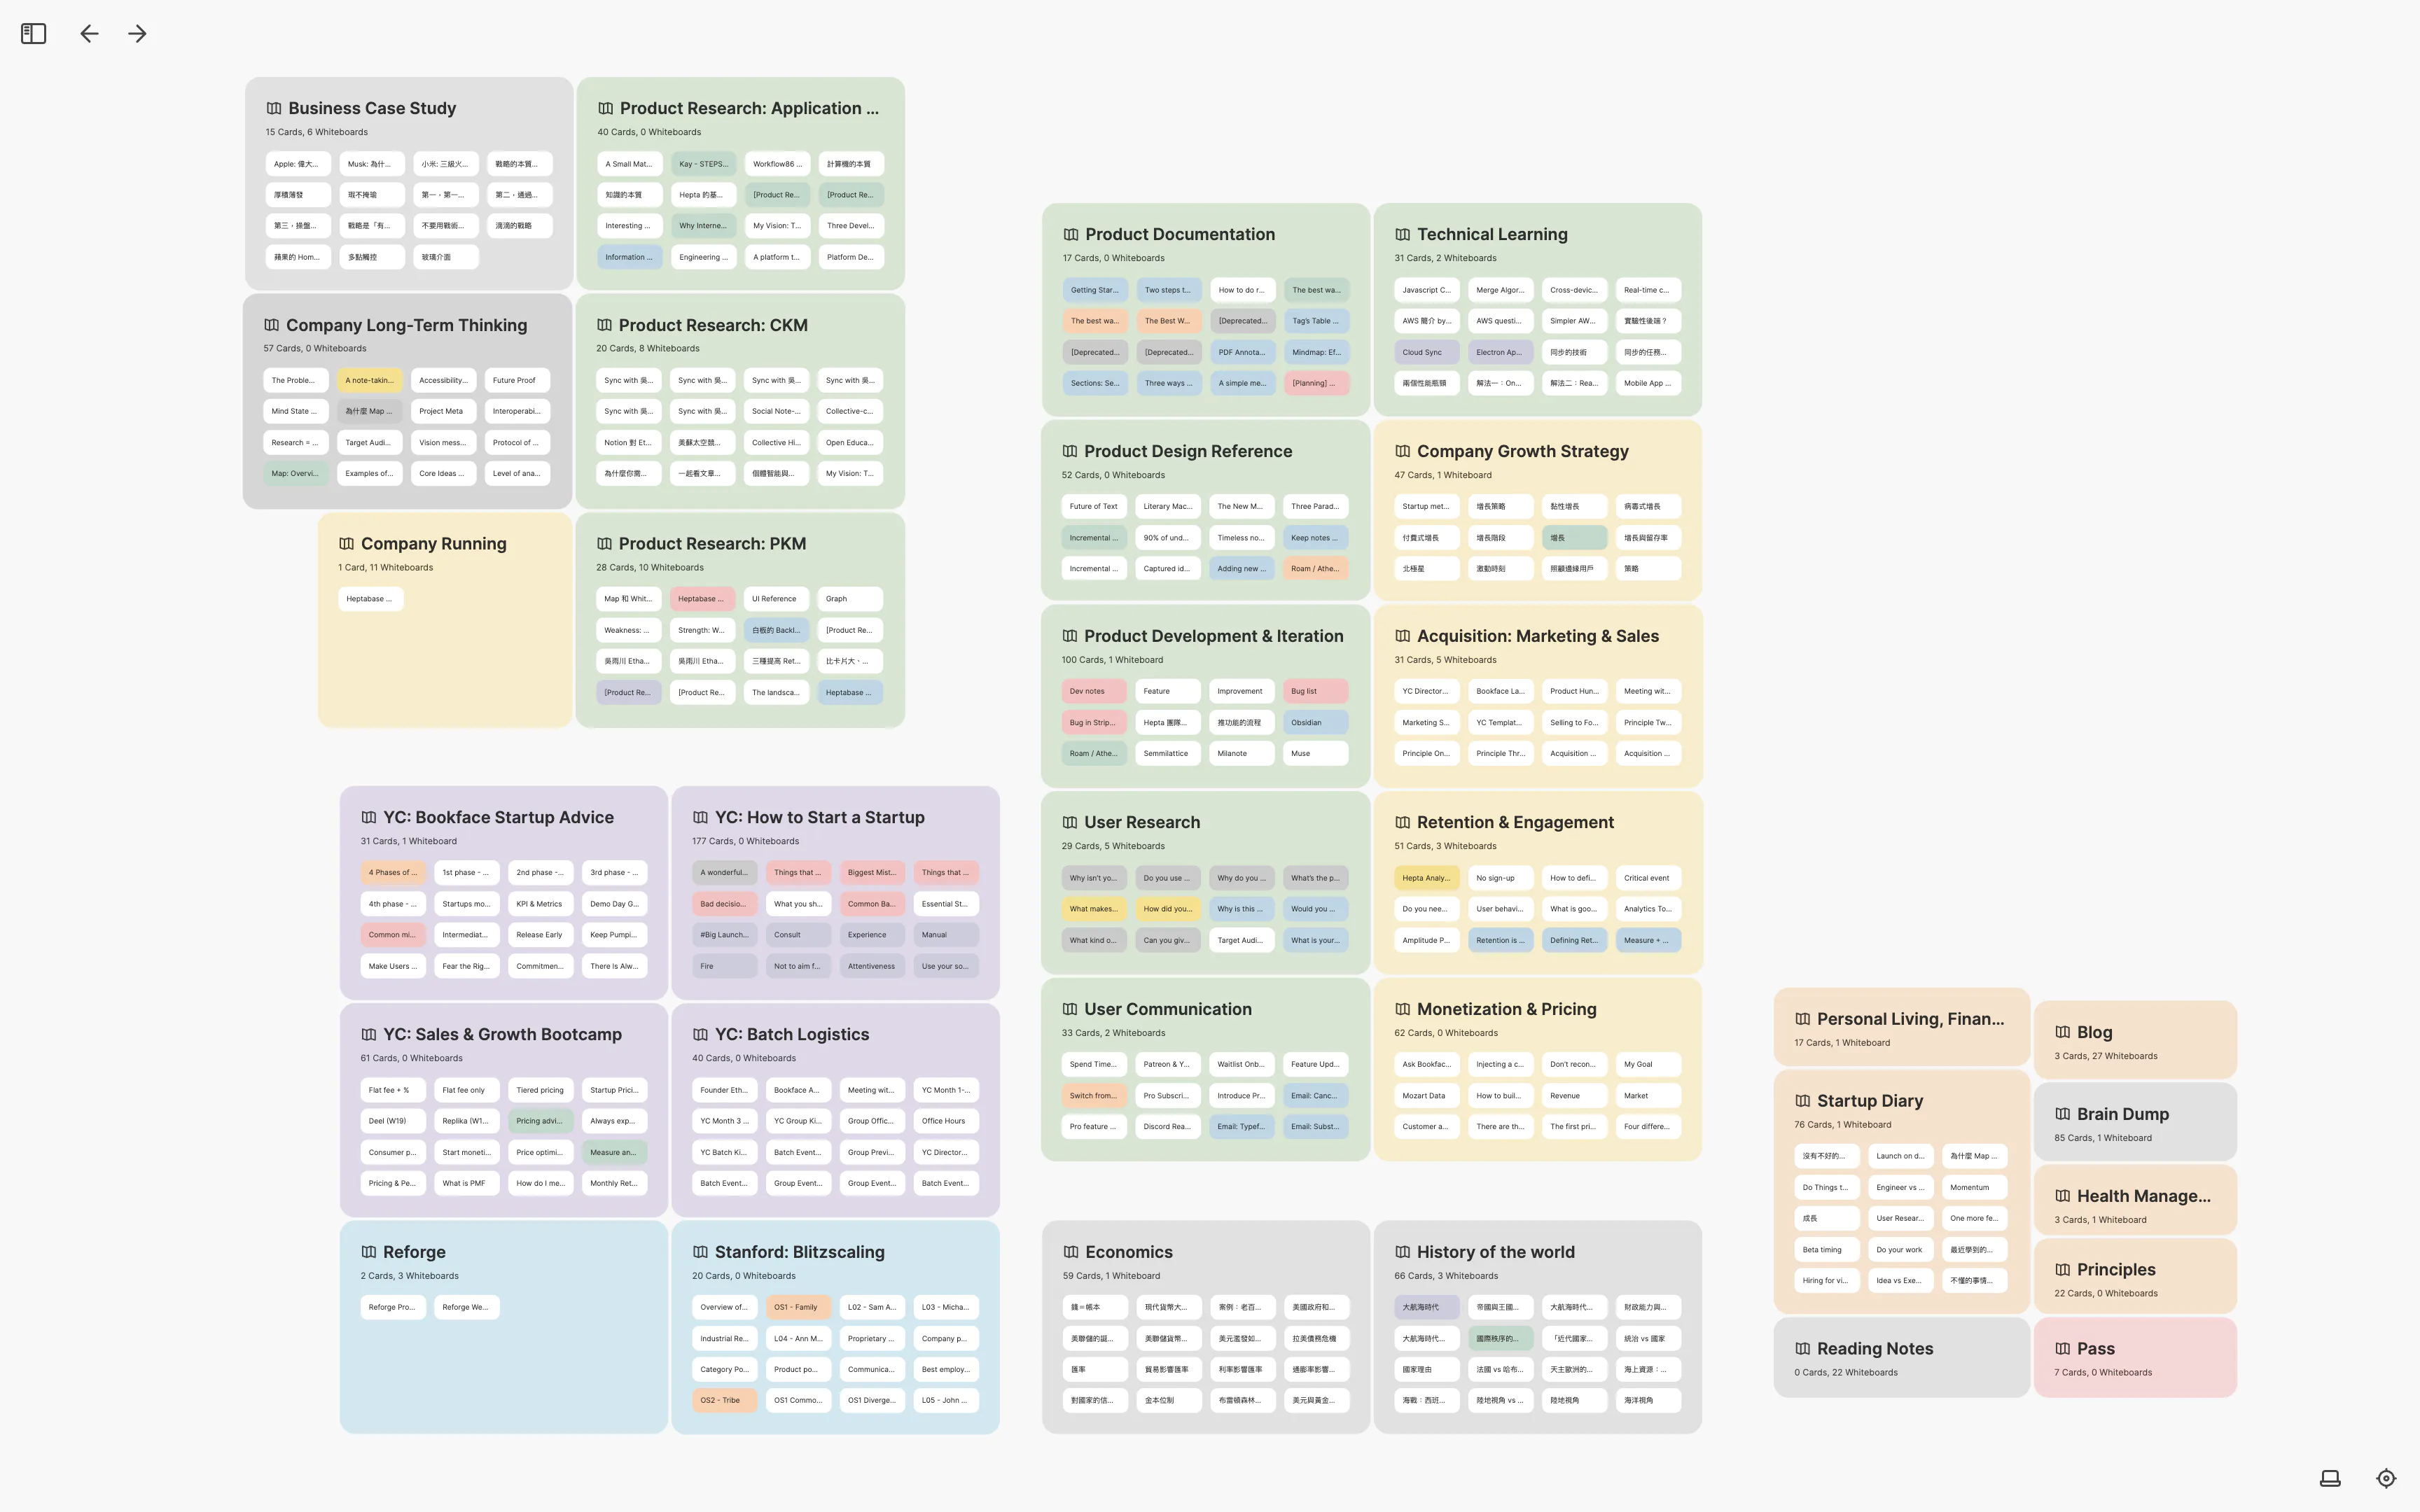 Business Case Study
15 Cards, 6 Whiteboards
Apple: 偉大... Musk: 為什... 小米: 三級火... 戰略的本質...
厚積薄發 瑕不掩瑜 第一，第一... 第二，通過...
第三，操盤... 戰略是「有... 不要用戰術... 滴滴的戰略
蘋果的 Hom... 多點觸控 玻璃介面
Product Research: Application ...
40 Cards, 0 Whiteboards
A Small Mat... Kay - STEPS... Workflow86 ... 計算機的本質
知識的本質 Hepta 的基... [Product Re... [Product Re...
Interesting ... Why Interne... My Vision: T... Three Devel...
Information ... Engineering ... A platform t... Platform De...
Company Long-Term Thinking
57 Cards, 0 Whiteboards
The Proble... A note-takin... Accessibility... Future Proof
Mind State ... 為什麼 Map ... Project Meta Interoperabi...
Research = ... Target Audi... Vision mess... Protocol of ...
Map: Overvi... Examples of... Core Ideas ... Level of ana...
Product Research: CKM
20 Cards, 8 Whiteboards
Sync with 吳... Sync with 吳... Sync with 吳... Sync with 吳...
Sync with 吳... Sync with 吳... Social Note-... Collective-c...
Notion 對 Et... 美蘇太空競... Collective Hi... Open Educa...
為什麼你需... 一起看文章... 個體智能與... My Vision: T...
Company Running
1 Card, 11 Whiteboards
Heptabase ...
Product Research: PKM
28 Cards, 10 Whiteboards
Map 和 Whit... Heptabase ... UI Reference Graph
Weakness: ... Strength: W... 白板的 Backl... [Product Re...
吳雨川 Etha... 吳雨川 Etha... 三種提高 Ret... 比卡片大、...
[Product Re... [Product Re... The landsca... Heptabase ...
YC: Bookface Startup Advice
31 Cards, 1 Whiteboard
4 Phases of ... 1st phase - ... 2nd phase -... 3rd phase - ...
4th phase - ... Startups mo... KPI & Metrics Demo Day G...
Common mi... Intermediat... Release Early Keep Pumpi...
Make Users ... Fear the Rig... Commitmen... There Is Alw...
YC: How to Start a Startup
177 Cards, 0 Whiteboards
A wonderful... Things that ... Biggest Mist... Things that ...
Bad decisio... What you sh... Common Ba... Essential St...
#Big Launch... Consult Experience Manual
Fire Not to aim f... Attentiveness Use your so...
YC: Sales & Growth Bootcamp
61 Cards, 0 Whiteboards
Flat fee + % Flat fee only Tiered pricing Startup Prici...
Deel (W19) Replika (W1... Pricing advi... Always exp...
Consumer p... Start moneti... Price optimi... Measure an...
Pricing & Pe... What is PMF How do I me... Monthly Ret...
YC: Batch Logistics
40 Cards, 0 Whiteboards
Founder Eth... Bookface A... Meeting wit... YC Month 1-...
YC Month 3 ... YC Group Ki... Group Offic... Office Hours
YC Batch Ki... Batch Event... Group Previ... YC Director...
Batch Event... Group Event... Group Event... Batch Event...
Reforge
2 Cards, 3 Whiteboards
Reforge Pro... Reforge We...
Stanford: Blitzscaling
20 Cards, 0 Whiteboards
Overview of... OS1 - Family L02 - Sam A... L03 - Micha...
Industrial Re... L04 - Ann M... Proprietary ... Company p...
Category Po... Product po... Communica... Best employ...
OS2 - Tribe OS1 Commo... OS1 Diverge... L05 - John ...
Product Documentation
17 Cards, 0 Whiteboards
Getting Star... Two steps t... How to do r... The best wa...
The best wa... The Best W... [Deprecated... Tag's Table ...
[Deprecated... [Deprecated... PDF Annota... Mindmap: Ef...
Sections: Se... Three ways ... A simple me... [Planning] ...
Technical Learning
31 Cards, 2 Whiteboards
Javascript C... Merge Algor... Cross-devic... Real-time c...
AWS 簡介 by... AWS questi... Simpler AW... 實驗性後端？
Cloud Sync Electron Ap... 同步的技術 同步的任務...
兩個性能瓶頸 解法一：On... 解法二：Rea... Mobile App ...
Product Design Reference
52 Cards, 0 Whiteboards
Future of Text Literary Mac... The New M... Three Parad...
Incremental ... 90% of und... Timeless no... Keep notes ...
Incremental ... Captured id... Adding new ... Roam / Athe...
Company Growth Strategy
47 Cards, 1 Whiteboard
Startup met... 增長策略 黏性增長 病毒式增長
付費式增長 增長階段 增長 增長與留存率
北極星 激勵時刻 照顧邊緣用戶 策略
Product Development & Iteration
100 Cards, 1 Whiteboard
Dev notes Feature Improvement Bug list
Bug in Strip... Hepta 團隊... 推功能的流程 Obsidian
Roam / Athe... Semmilattice Milanote Muse
Acquisition: Marketing & Sales
31 Cards, 5 Whiteboards
YC Director... Bookface La... Product Hun... Meeting wit...
Marketing S... YC Templat... Selling to Fo... Principle Tw...
Principle On... Principle Thr... Acquisition ... Acquisition ...
User Research
29 Cards, 5 Whiteboards
Why isn't yo... Do you use ... Why do you ... What's the p...
What makes... How did you... Why is this ... Would you ...
What kind o... Can you giv... Target Audi... What is your...
Retention & Engagement
51 Cards, 3 Whiteboards
Hepta Analy... No sign-up How to defi... Critical event
Do you nee... User behavi... What is goo... Analytics To...
Amplitude P... Retention is ... Defining Ret... Measure + ...
User Communication
33 Cards, 2 Whiteboards
Spend Time... Patreon & Y... Waitlist Onb... Feature Upd...
Switch from... Pro Subscri... Introduce Pr... Email: Canc...
Pro feature ... Discord Rea... Email: Typef... Email: Subst...
Monetization & Pricing
62 Cards, 0 Whiteboards
Ask Bookfac... Injecting a c... Don't recon... My Goal
Mozart Data How to buil... Revenue Market
Customer a... There are th... The first pri... Four differe...
Economics
59 Cards, 1 Whiteboard
錢＝帳本 現代貨幣大... 案例：老百... 美國政府和...
美聯儲的誕... 美聯儲貨幣... 美元濫發如... 拉美債務危機
匯率 貿易影響匯率 利率影響匯率 通膨率影響...
對國家的信... 金本位制 布雷頓森林... 美元與黃金...
History of the world
66 Cards, 3 Whiteboards
大航海時代 帝國與王國... 大航海時代... 財政能力與...
大航海時代... 國際秩序的... 「近代國家... 統治 vs 國家
國家理由 法國 vs 哈布... 天主歐洲的... 海上資源：...
海戰：西班... 陸地視角 vs ... 陸地視角 海洋視角
Personal Living, Finan...
17 Cards, 1 Whiteboard
Startup Diary
76 Cards, 1 Whiteboard
沒有不好的... Launch on d... 為什麼 Map ...
Do Things t... Engineer vs ... Momentum
成長 User Resear... One more fe...
Beta timing Do your work 最近學到的...
Hiring for vi... Idea vs Exe... 不懂的事情...
Reading Notes
0 Cards, 22 Whiteboards
Blog
3 Cards, 27 Whiteboards
Brain Dump
85 Cards, 1 Whiteboard
Health Manage...
3 Cards, 1 Whiteboard
Principles
22 Cards, 0 Whiteboards
Pass
7 Cards, 0 Whiteboards